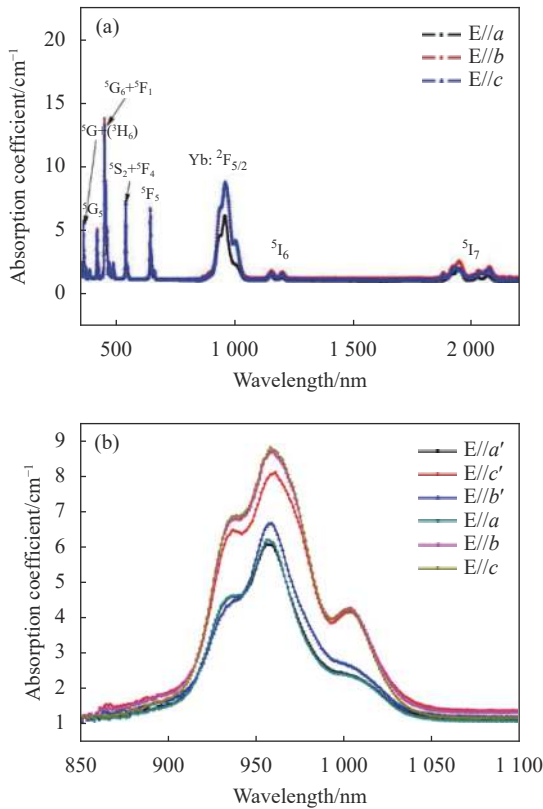 (a)
E//a
E//b
E//c
20
15
10
5
0
Absorption coefficient/cm⁻¹
⁵G₆+⁵F₁
⁵G+(³H₆)
⁵G₅
⁵S₂+⁵F₄
⁵F₅
Yb: ²F₅/₂
⁵I₆
⁵I₇
500 1 000 1 500 2 000
Wavelength/nm
(b)
E//a′
E//c′
E//b′
E//a
E//b
E//c
9
8
7
6
5
4
3
2
1
Absorption coefficient/cm⁻¹
850 900 950 1 000 1 050 1 100
Wavelength/nm